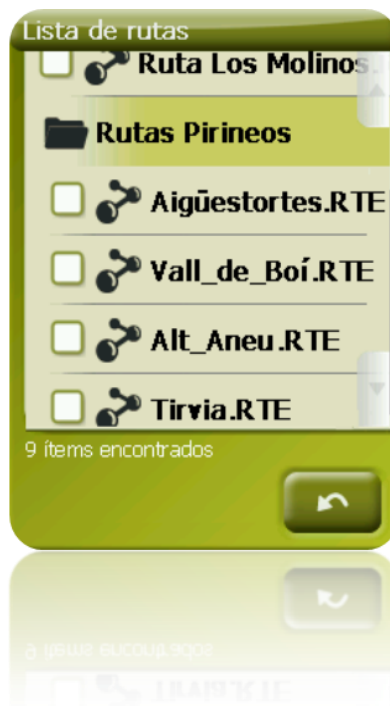 Lista de rutas
Ruta Los Molinos.
Rutas Pirineos
Aigüestortes.RTE
Vall_de_Boí.RTE
Alt_Aneu.RTE
Tirvia.RTE
9 ítems encontrados